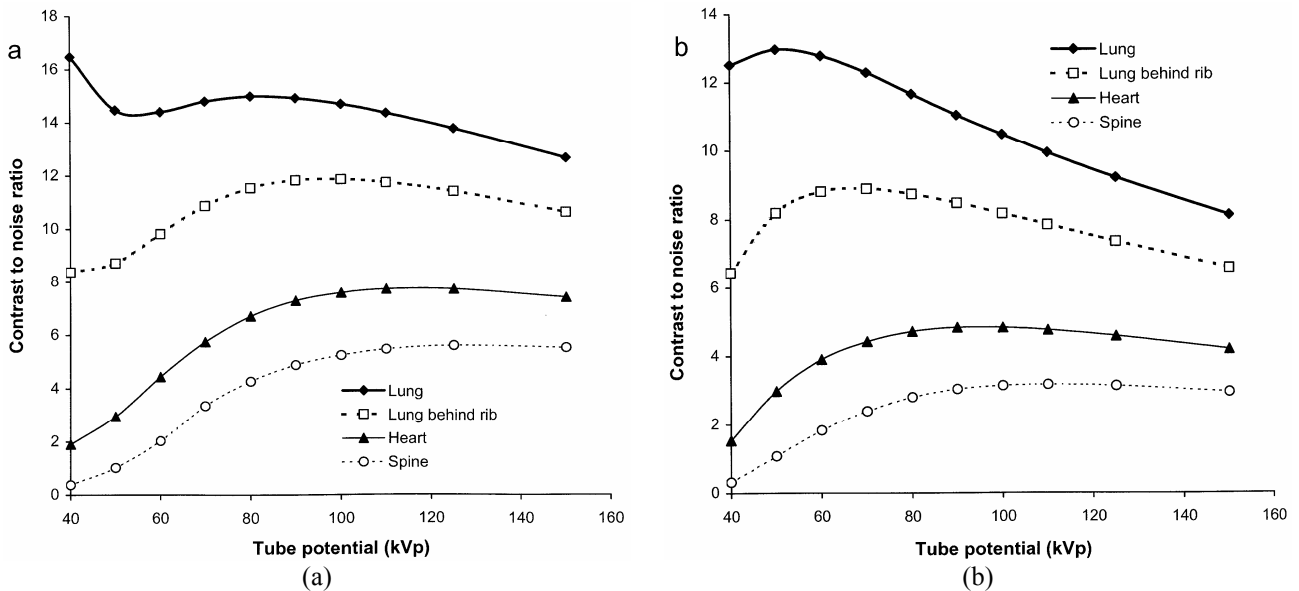 a
18
16
14
12
10
8
6
4
2
0
Contrast to noise ratio
Lung
Lung behind rib
Heart
Spine
40 60 80 100 120 140 160
Tube potential (kVp)
(a)
b
14
12
10
8
6
4
2
0
Contrast to noise ratio
Lung
Lung behind rib
Heart
Spine
40 60 80 100 120 140 160
Tube potential (kVp)
(b)